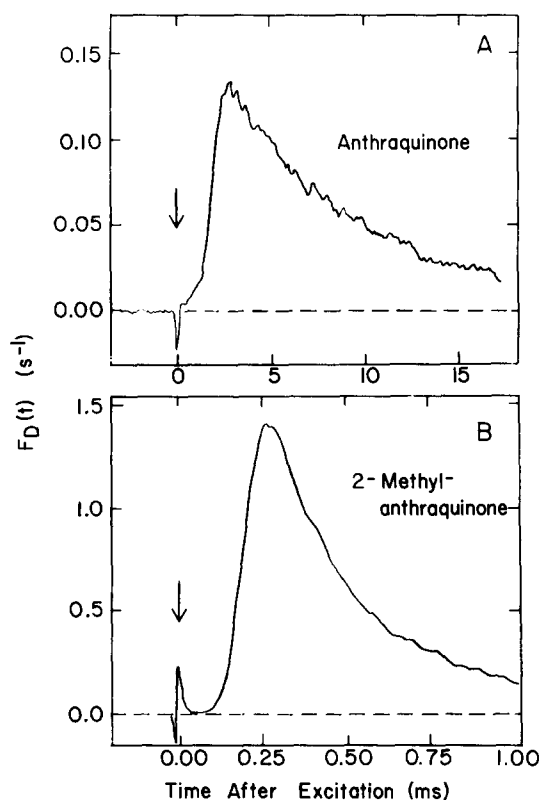 A
0.15
0.10
0.05
0.00
Anthraquinone
0 5 10 15
F_D(t) (s⁻¹)
B
1.5
1.0
0.5
0.0
2-Methyl-
anthraquinone
0.00 0.25 0.50 0.75 1.00
Time After Excitation (ms)